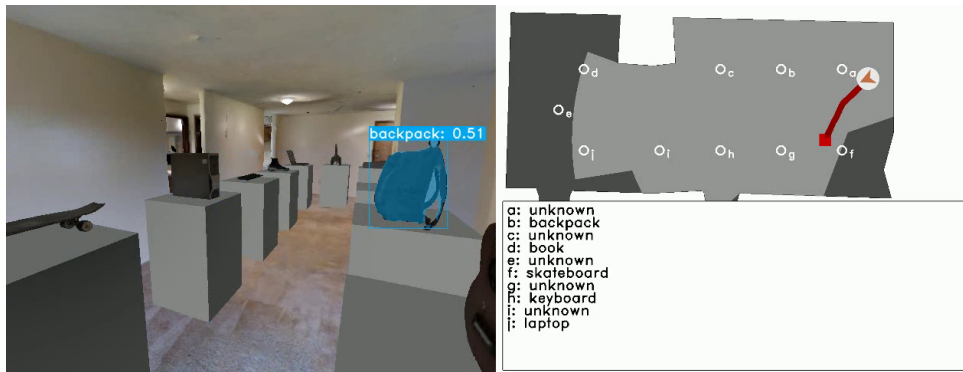 backpack: 0.51
a
b
c
d
e
f
g
h
i
j
a: unknown
b: backpack
c: unknown
d: book
e: unknown
f: skateboard
g: unknown
h: keyboard
i: unknown
j: laptop